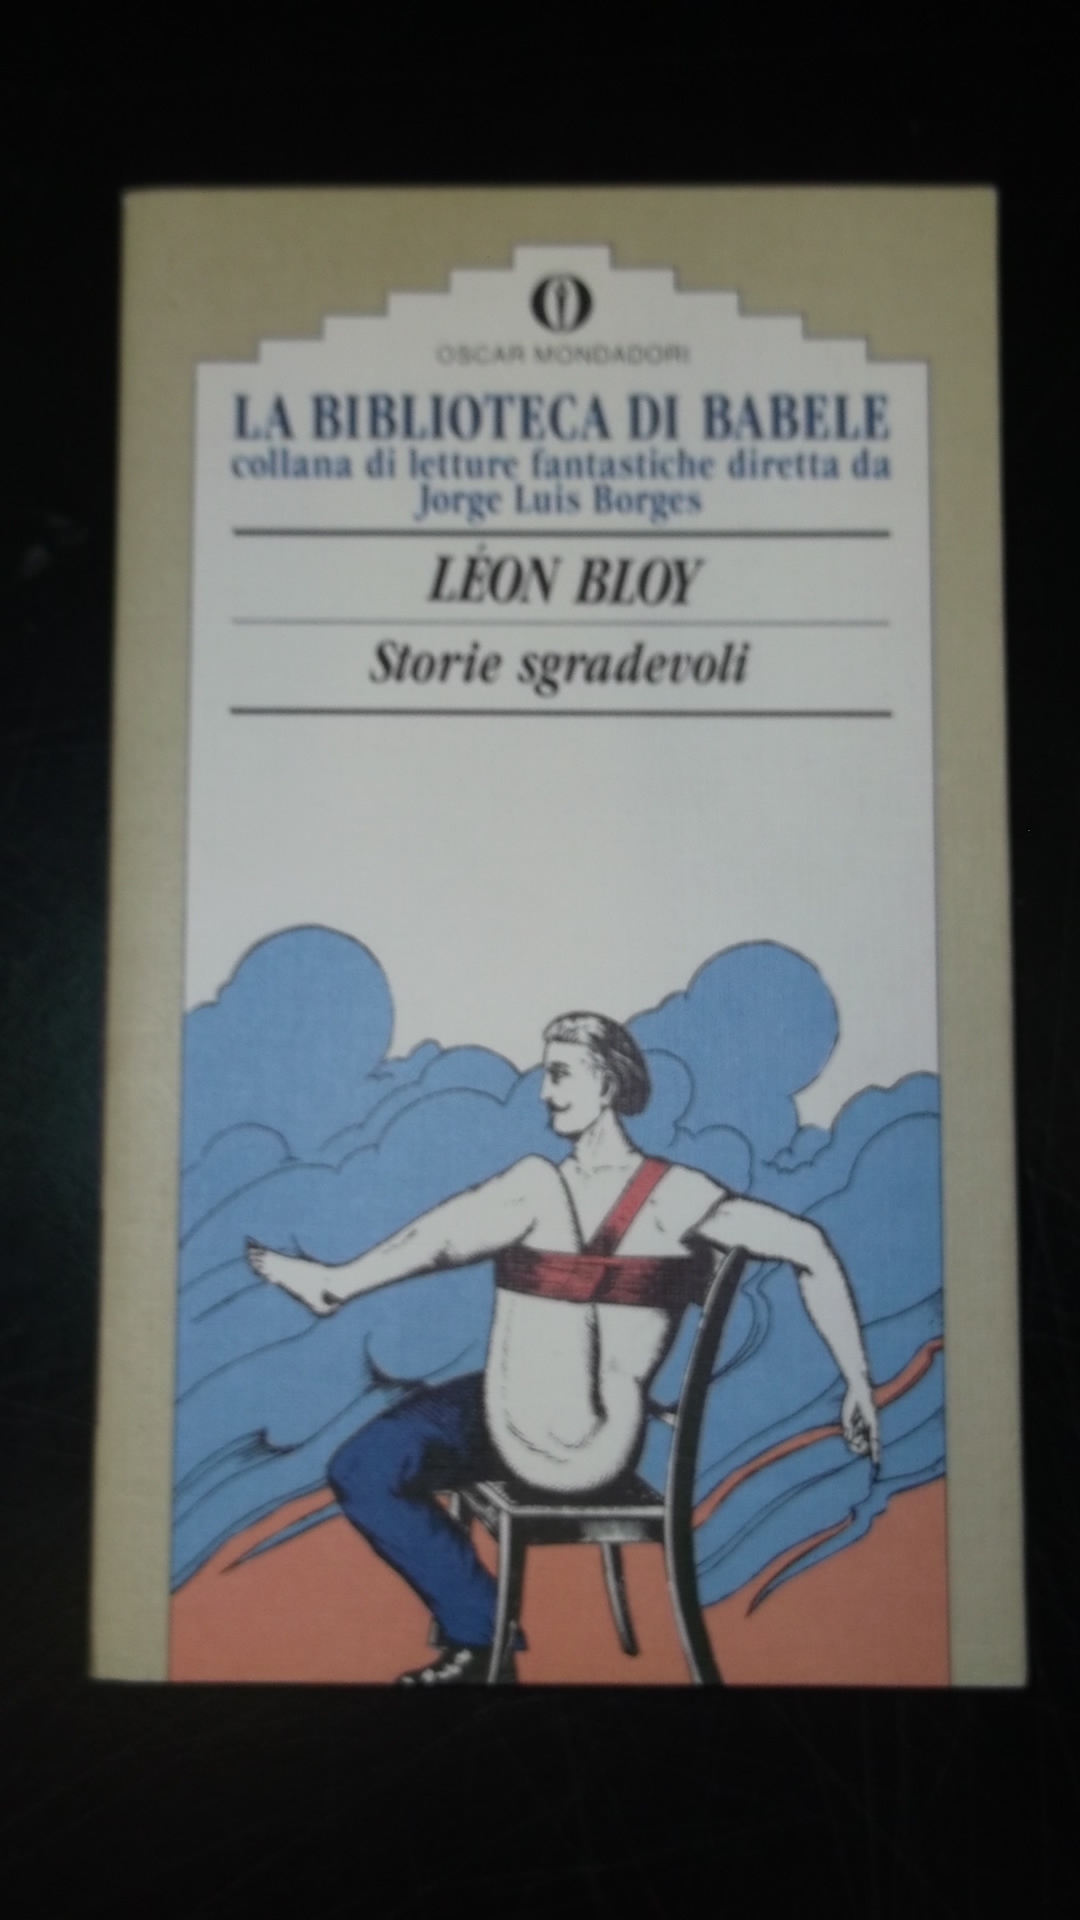 OSCAR MONDADORI
LA BIBLIOTECA DI BABELE
collana di letture fantastiche diretta da
Jorge Luis Borges
LÉON BLOY
Storie sgradevoli